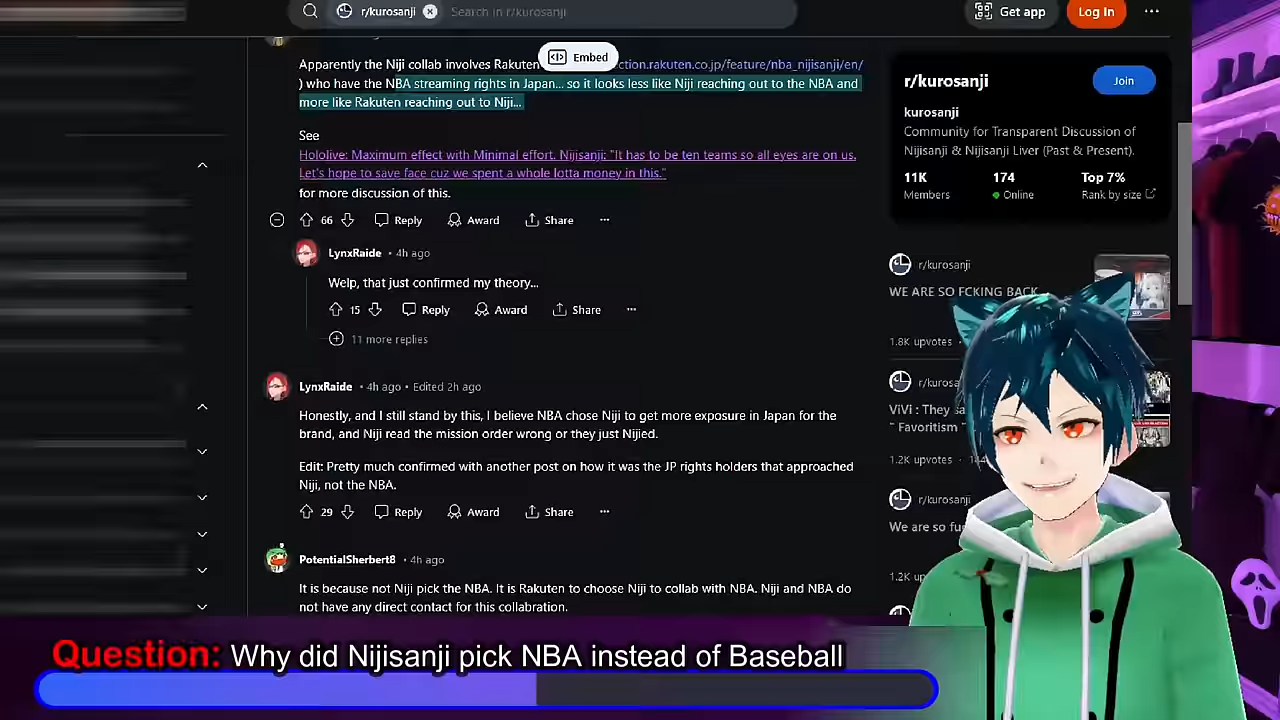 r/kurosanji
Search in r/kurosanji
Get app
Log In
Apparently the Niji collab involves Rakuten
Embed
ction.rakuten.co.jp/feature/nba_nijisanji/en/
) who have the NBA streaming rights in Japan... so it looks less like Niji reaching out to the NBA and
more like Rakuten reaching out to Niji...
See
Hololive: Maximum effect with Minimal effort. Nijisanji: "It has to be ten teams so all eyes are on us.
Let's hope to save face cuz we spent a whole lotta money in this."
for more discussion of this.
66 Reply Award Share ...
LynxRaide • 4h ago
Welp, that just confirmed my theory...
15 Reply Award Share ...
11 more replies
LynxRaide • 4h ago • Edited 2h ago
Honestly, and I still stand by this, I believe NBA chose Niji to get more exposure in Japan for the
brand, and Niji read the mission order wrong or they just Nijied.
Edit: Pretty much confirmed with another post on how it was the JP rights holders that approached
Niji, not the NBA.
29 Reply Award Share ...
PotentialSherbert8 • 4h ago
It is because not Niji pick the NBA. It is Rakuten to choose Niji to collab with NBA. Niji and NBA do
not have any direct contact for this collabration.
r/kurosanji
Join
kurosanji
Community for Transparent Discussion of
Nijisanji & Nijisanji Liver (Past & Present).
11K 174 Top 7%
Members Online Rank by size
r/kurosanji
WE ARE SO FCKING BACK
1.8K upvotes •
r/kurosa
ViVi : They sa
" Favoritism "
1.2K upvotes • 144
r/kurosanji
We are so fu
1.2K up
Question: Why did Nijisanji pick NBA instead of Baseball